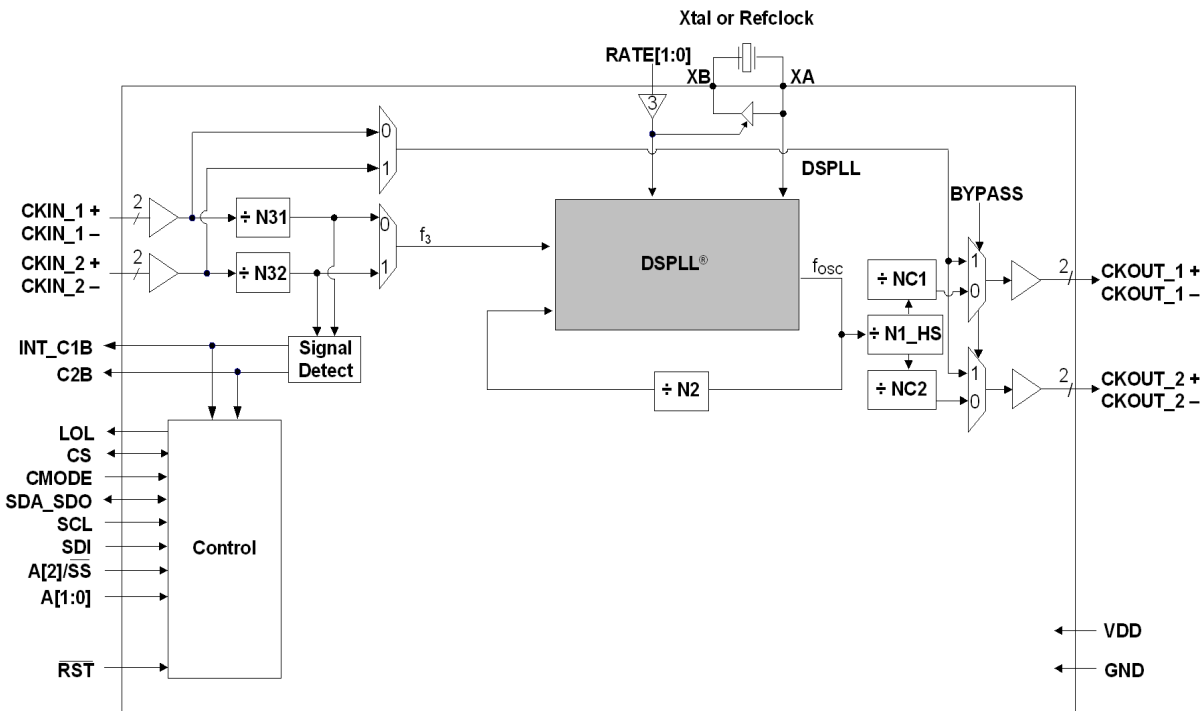 Xtal or Refclock
RATE[1:0]
XB
XA
3
0
1
DSPLL
BYPASS
2
CKIN_1 +
CKIN_1 –
÷ N31
0
2
CKIN_2 +
CKIN_2 –
÷ N32
1
f3
DSPLL®
fOSC
÷ NC1
1
0
2
CKOUT_1 +
CKOUT_1 –
÷ N1_HS
÷ N2
÷ NC2
1
0
2
CKOUT_2 +
CKOUT_2 –
INT_C1B
C2B
Signal
Detect
LOL
CS
CMODE
SDA_SDO
SCL
SDI
A[2]/S̅S̅
A[1:0]
R̅S̅T̅
Control
VDD
GND